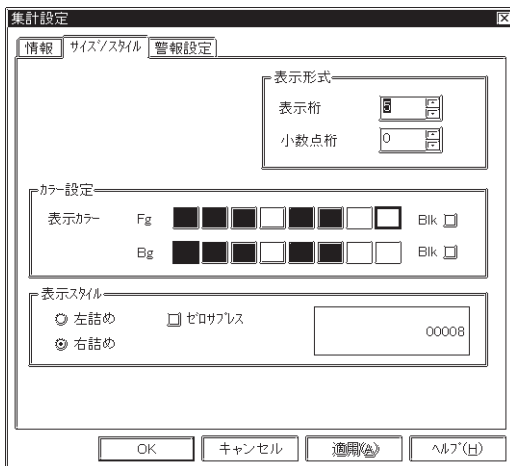 集計設定
情報 ｻｲｽﾞ/ｽﾀｲﾙ 警報設定
表示形式
表示桁 5
小数点桁 0
ｶﾗｰ設定
表示ｶﾗｰ Fg Blk
Bg Blk
表示ｽﾀｲﾙ
左詰め ｾﾞﾛｻﾌﾟﾚｽ
右詰め
00008
OK キャンセル 適用(A) ﾍﾙﾌﾟ(H)